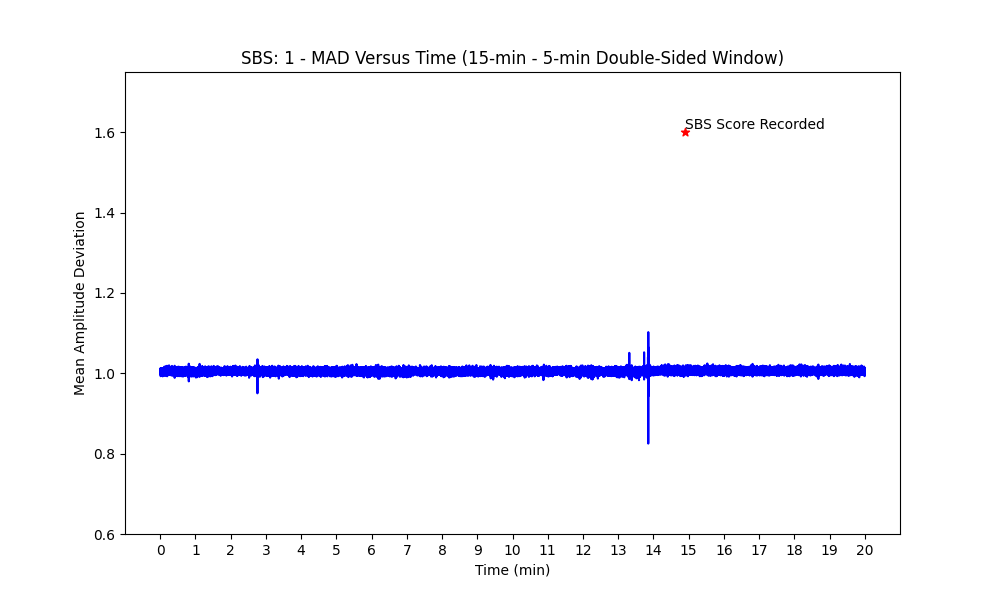 SBS: 1 - MAD Versus Time (15-min - 5-min Double-Sided Window)
SBS Score Recorded
Mean Amplitude Deviation
1.6
1.4
1.2
1.0
0.8
0.6
0 1 2 3 4 5 6 7 8 9 10 11 12 13 14 15 16 17 18 19 20
Time (min)